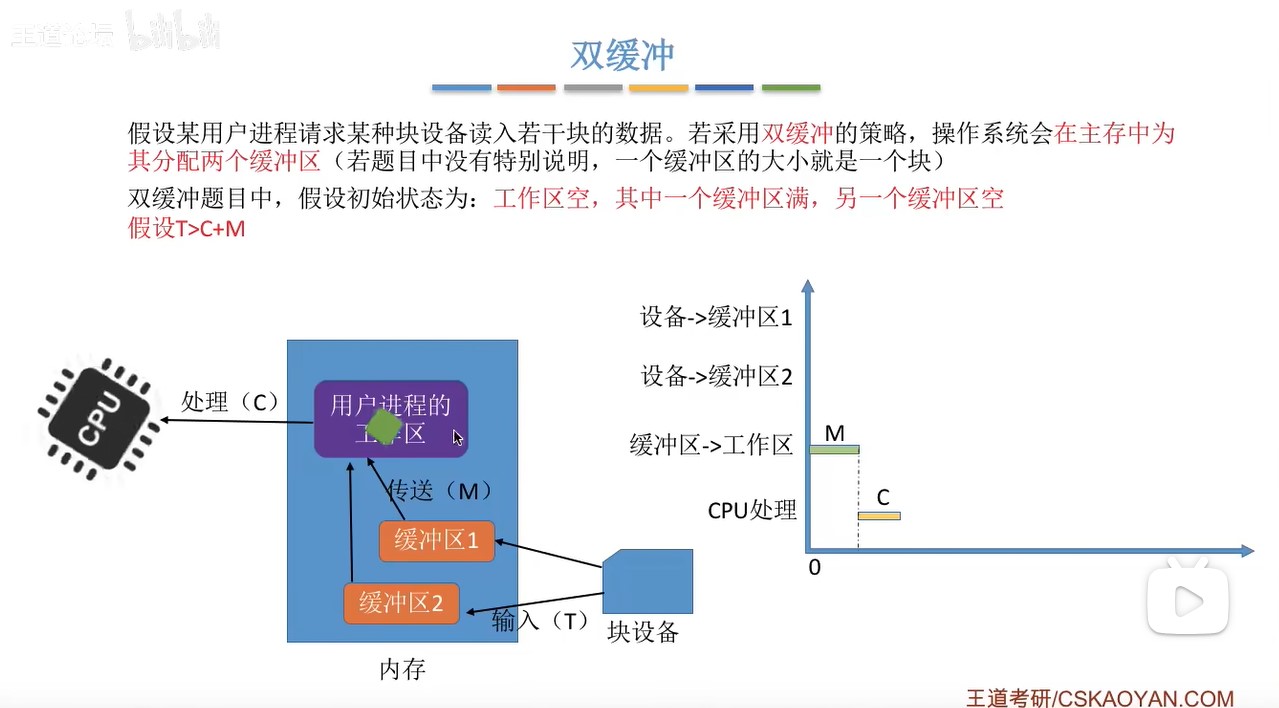 王道论坛 bilibili
双缓冲
假设某用户进程请求某种块设备读入若干块的数据。若采用双缓冲的策略，操作系统会在主存中为
其分配两个缓冲区（若题目中没有特别说明，一个缓冲区的大小就是一个块）
双缓冲题目中，假设初始状态为：工作区空，其中一个缓冲区满，另一个缓冲区空
假设T>C+M
CPU
处理（C）
用户进程的
工作区
传送（M）
缓冲区1
缓冲区2
输入（T）
块设备
内存
设备->缓冲区1
设备->缓冲区2
缓冲区->工作区
M
CPU处理
C
0
王道考研/CSKAOYAN.COM